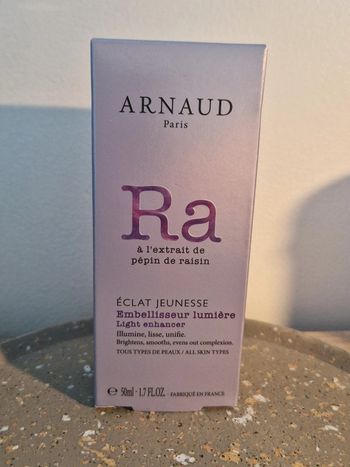 ARNAUD
Paris
Ra
à l'extrait de
pépin de raisin
ÉCLAT JEUNESSE
Embellisseur lumière
Light enhancer
Illumine, lisse, unifie.
Brightens, smooths, evens out complexion.
TOUS TYPES DE PEAUX / ALL SKIN TYPES
℮ 50ml - 1.7 FL.OZ. - FABRIQUÉ EN FRANCE